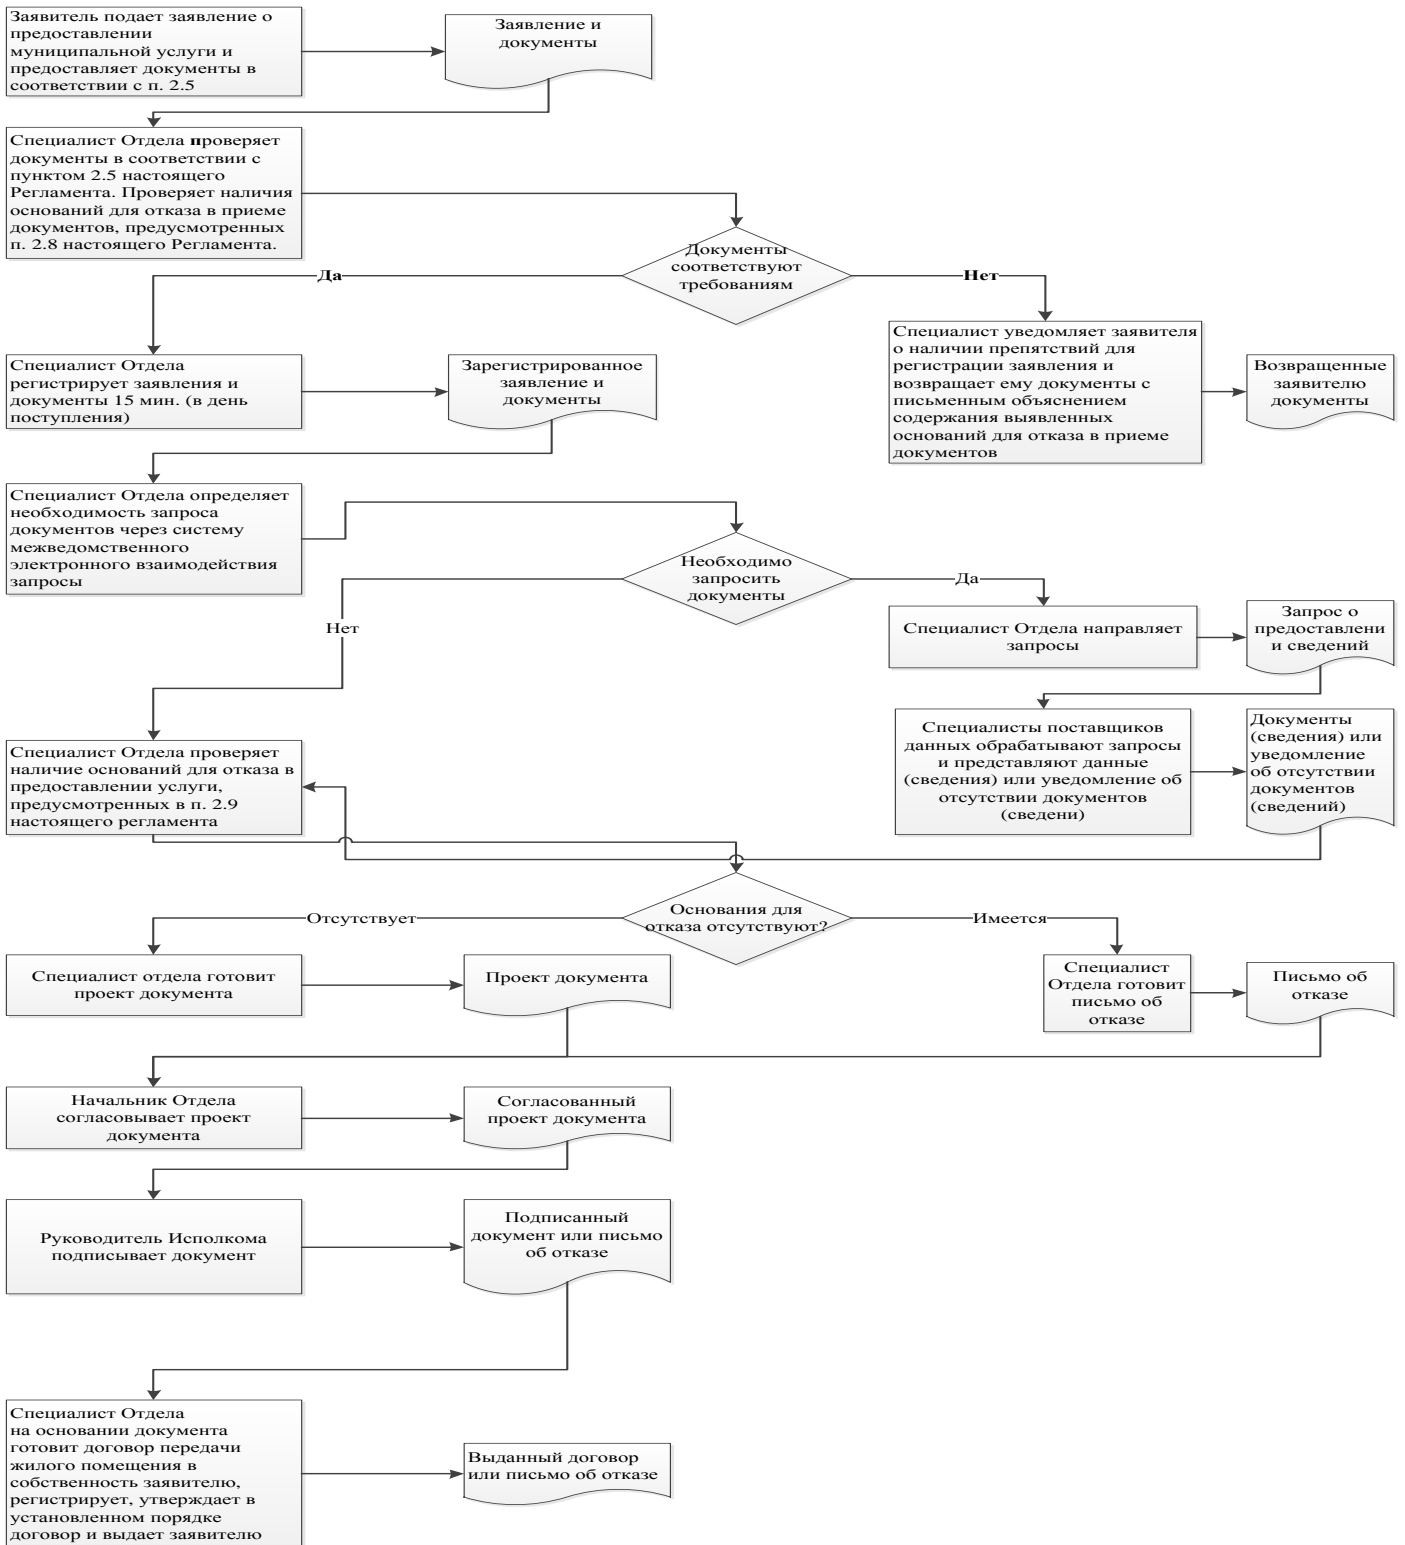 Заявитель подает заявление о
предоставлении
муниципальной услуги и
предоставляет документы в
соответствии с п. 2.5
Заявление и
документы
Специалист Отдела проверяет
документы в соответствии с
пунктом 2.5 настоящего
Регламента. Проверяет наличия
оснований для отказа в приеме
документов, предусмотренных
п. 2.8 настоящего Регламента.
Документы
соответствуют
требованиям
Да
Нет
Специалист Отдела
регистрирует заявления и
документы 15 мин. (в день
поступления)
Зарегистрированное
заявление и
документы
Специалист уведомляет заявителя
о наличии препятствий для
регистрации заявления и
возвращает ему документы с
письменным объяснением
содержания выявленных
оснований для отказа в приеме
документов
Возвращенные
заявителю
документы
Специалист Отдела определяет
необходимость запроса
документов через систему
межведомственного
электронного взаимодействия
запросы
Необходимо
запросить
документы
Да
Нет
Специалист Отдела направляет
запросы
Запрос о
предоставлени
и сведений
Специалисты поставщиков
данных обрабатывают запросы
и представляют данные
(сведения) или уведомление об
отсутствии документов
(сведени)
Документы
(сведения) или
уведомление
об отсутствии
документов
(сведений)
Специалист Отдела проверяет
наличие оснований для отказа в
предоставлении услуги,
предусмотренных в п. 2.9
настоящего регламента
Основания для
отказа отсутствуют?
Отсутствует
Имеется
Специалист отдела готовит
проект документа
Проект документа
Специалист
Отдела готовит
письмо об
отказе
Письмо об
отказе
Начальник Отдела
согласовывает проект
документа
Согласованный
проект документа
Руководитель Исполкома
подписывает документ
Подписанный
документ или письмо
об отказе
Специалист Отдела
на основании документа
готовит договор передачи
жилого помещения в
собственность заявителю,
регистрирует, утверждает в
установленном порядке
договор и выдает заявителю
Выданный договор
или письмо об отказе